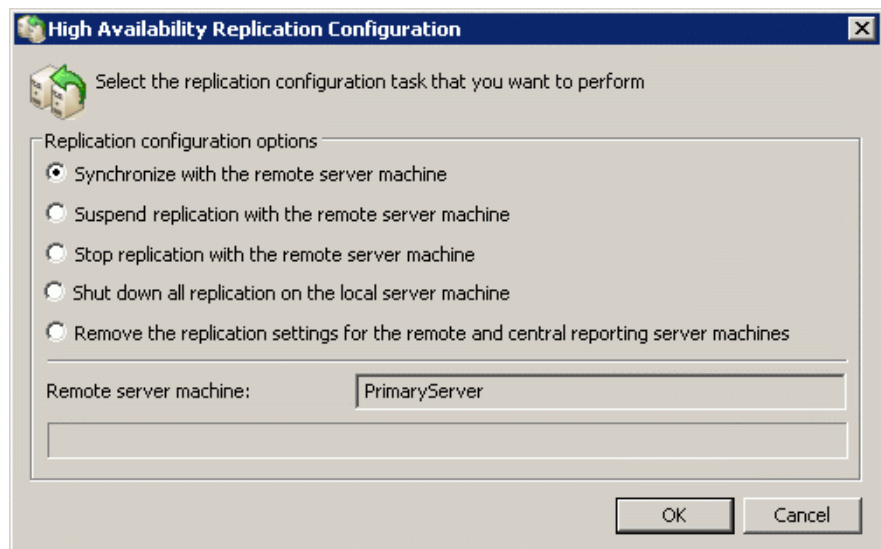 High Availability Replication Configuration
Select the replication configuration task that you want to perform
Replication configuration options
Synchronize with the remote server machine
Suspend replication with the remote server machine
Stop replication with the remote server machine
Shut down all replication on the local server machine
Remove the replication settings for the remote and central reporting server machines
Remote server machine: PrimaryServer
OK Cancel